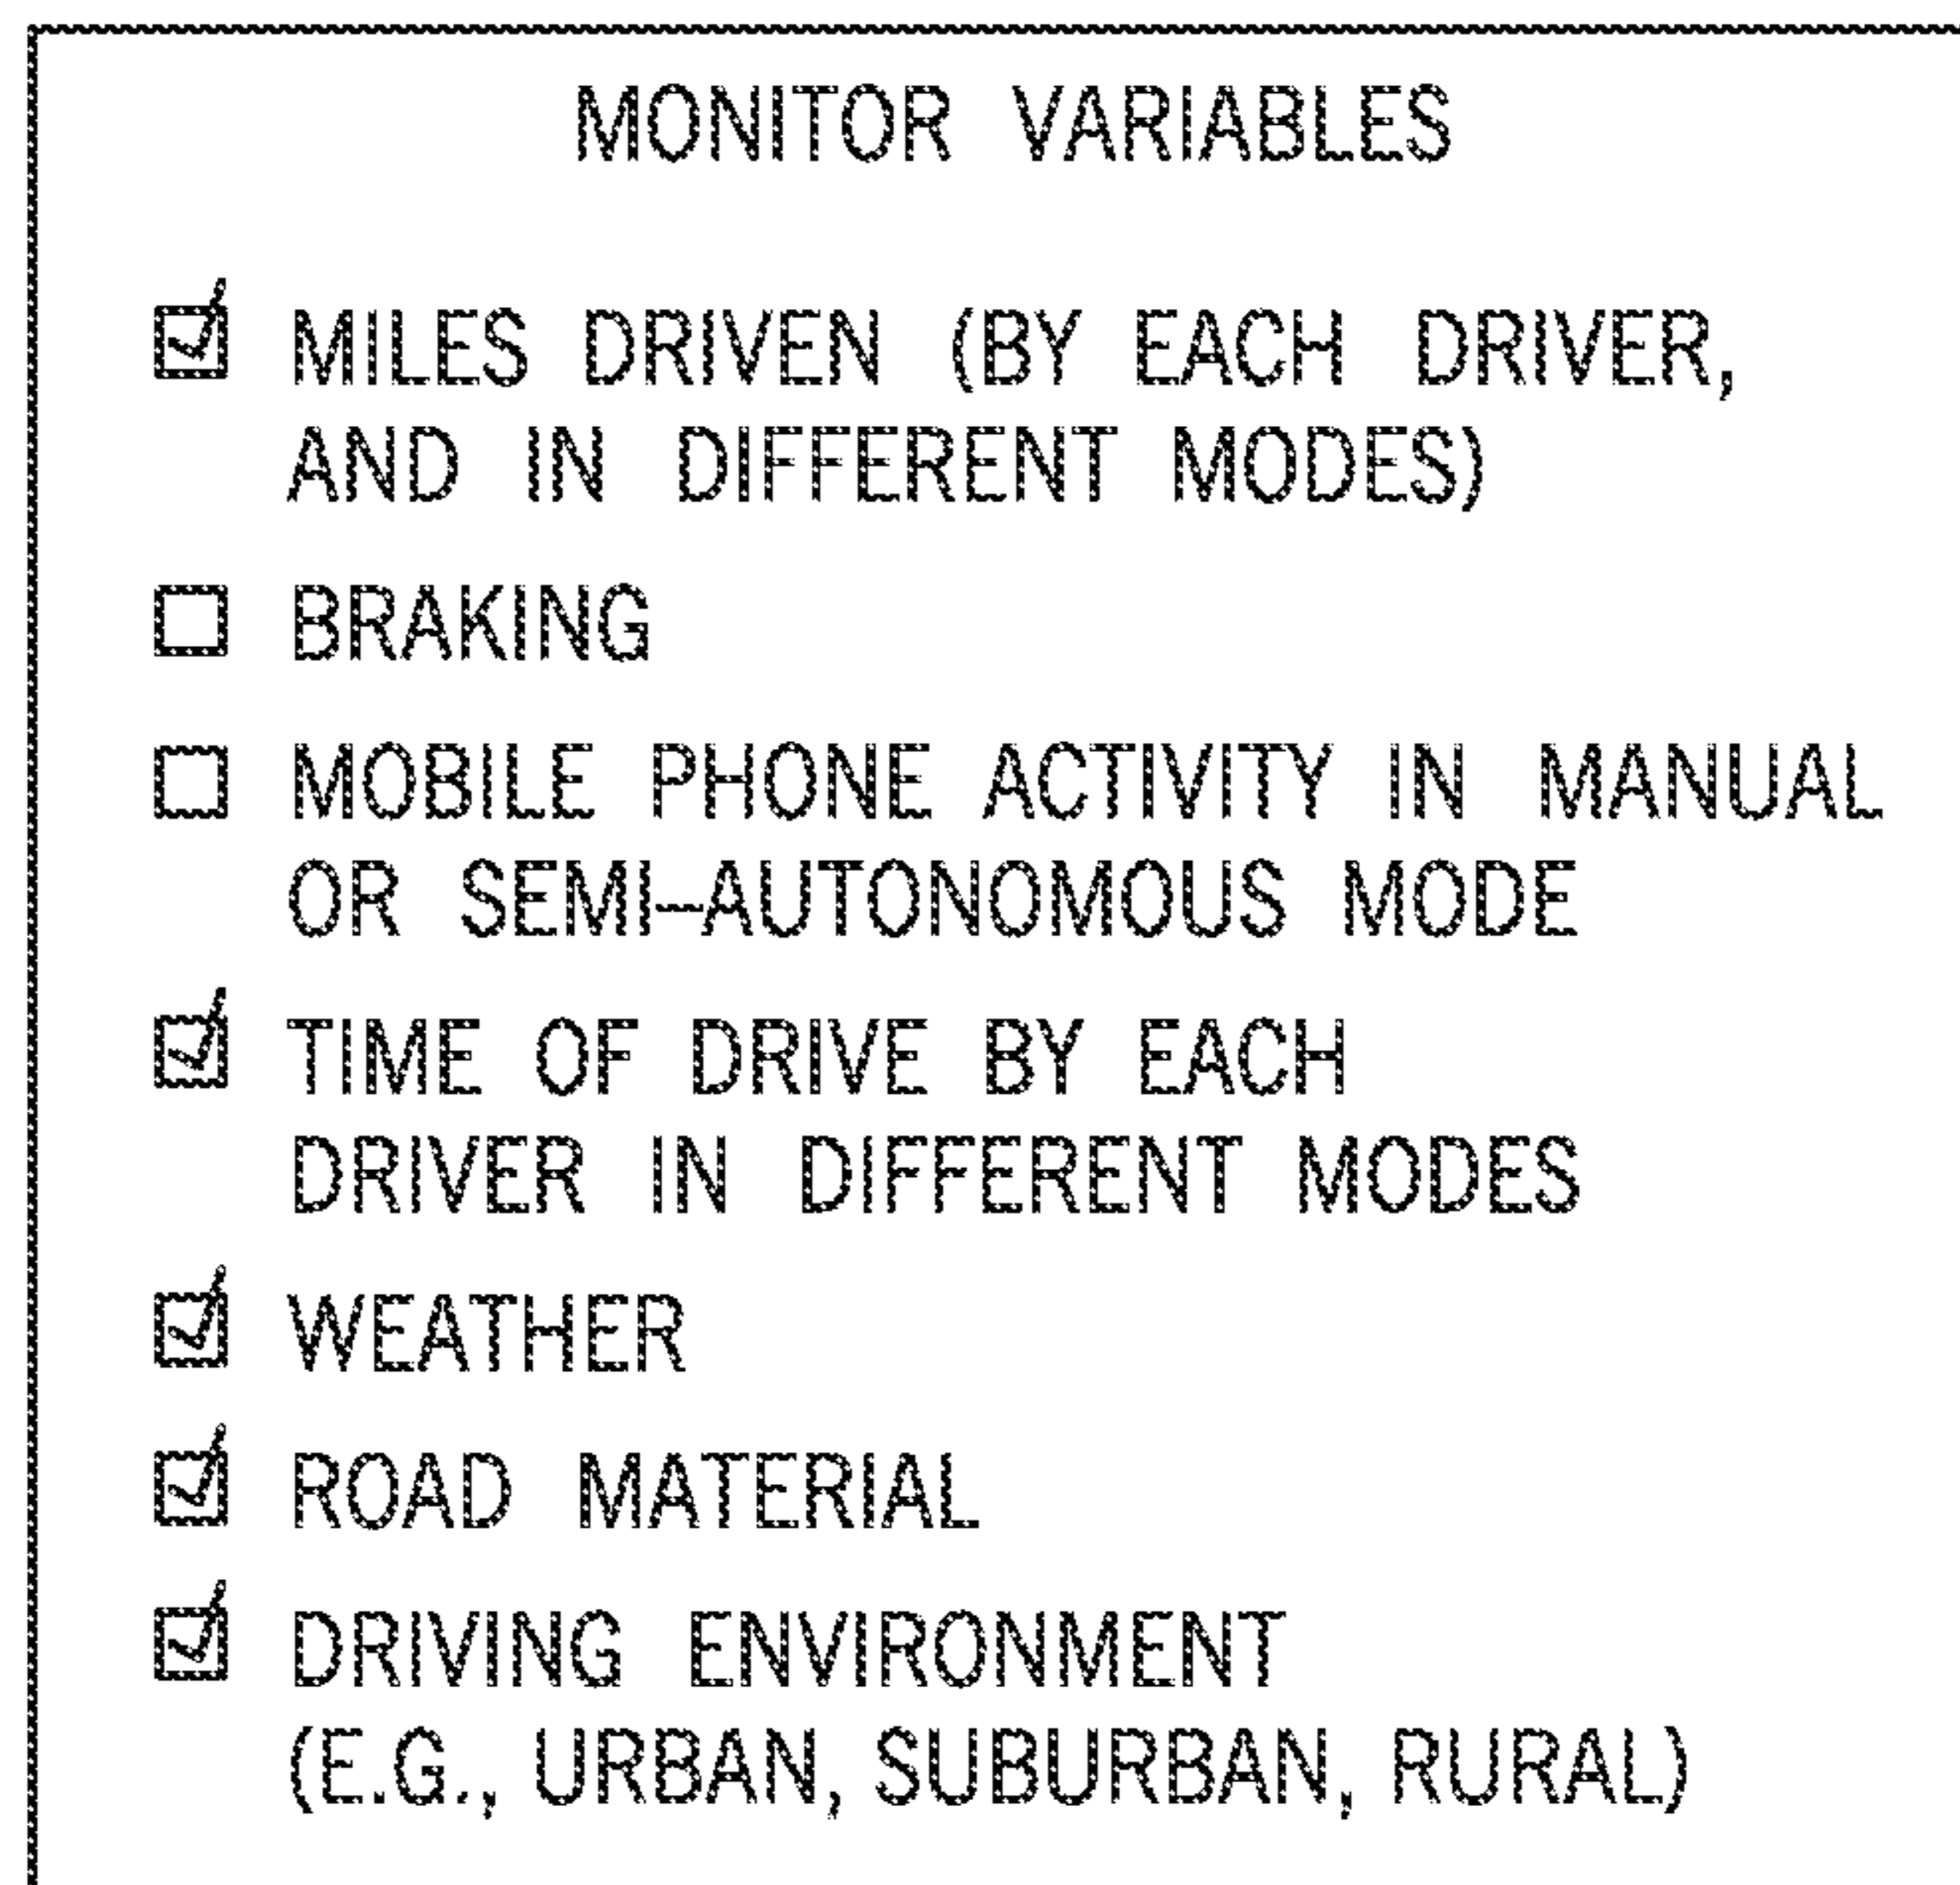 MONITOR VARIABLES
MILES DRIVEN (BY EACH DRIVER,
AND IN DIFFERENT MODES)
BRAKING
MOBILE PHONE ACTIVITY IN MANUAL
OR SEMI-AUTONOMOUS MODE
TIME OF DRIVE BY EACH
DRIVER IN DIFFERENT MODES
WEATHER
ROAD MATERIAL
DRIVING ENVIRONMENT
(E.G., URBAN, SUBURBAN, RURAL)